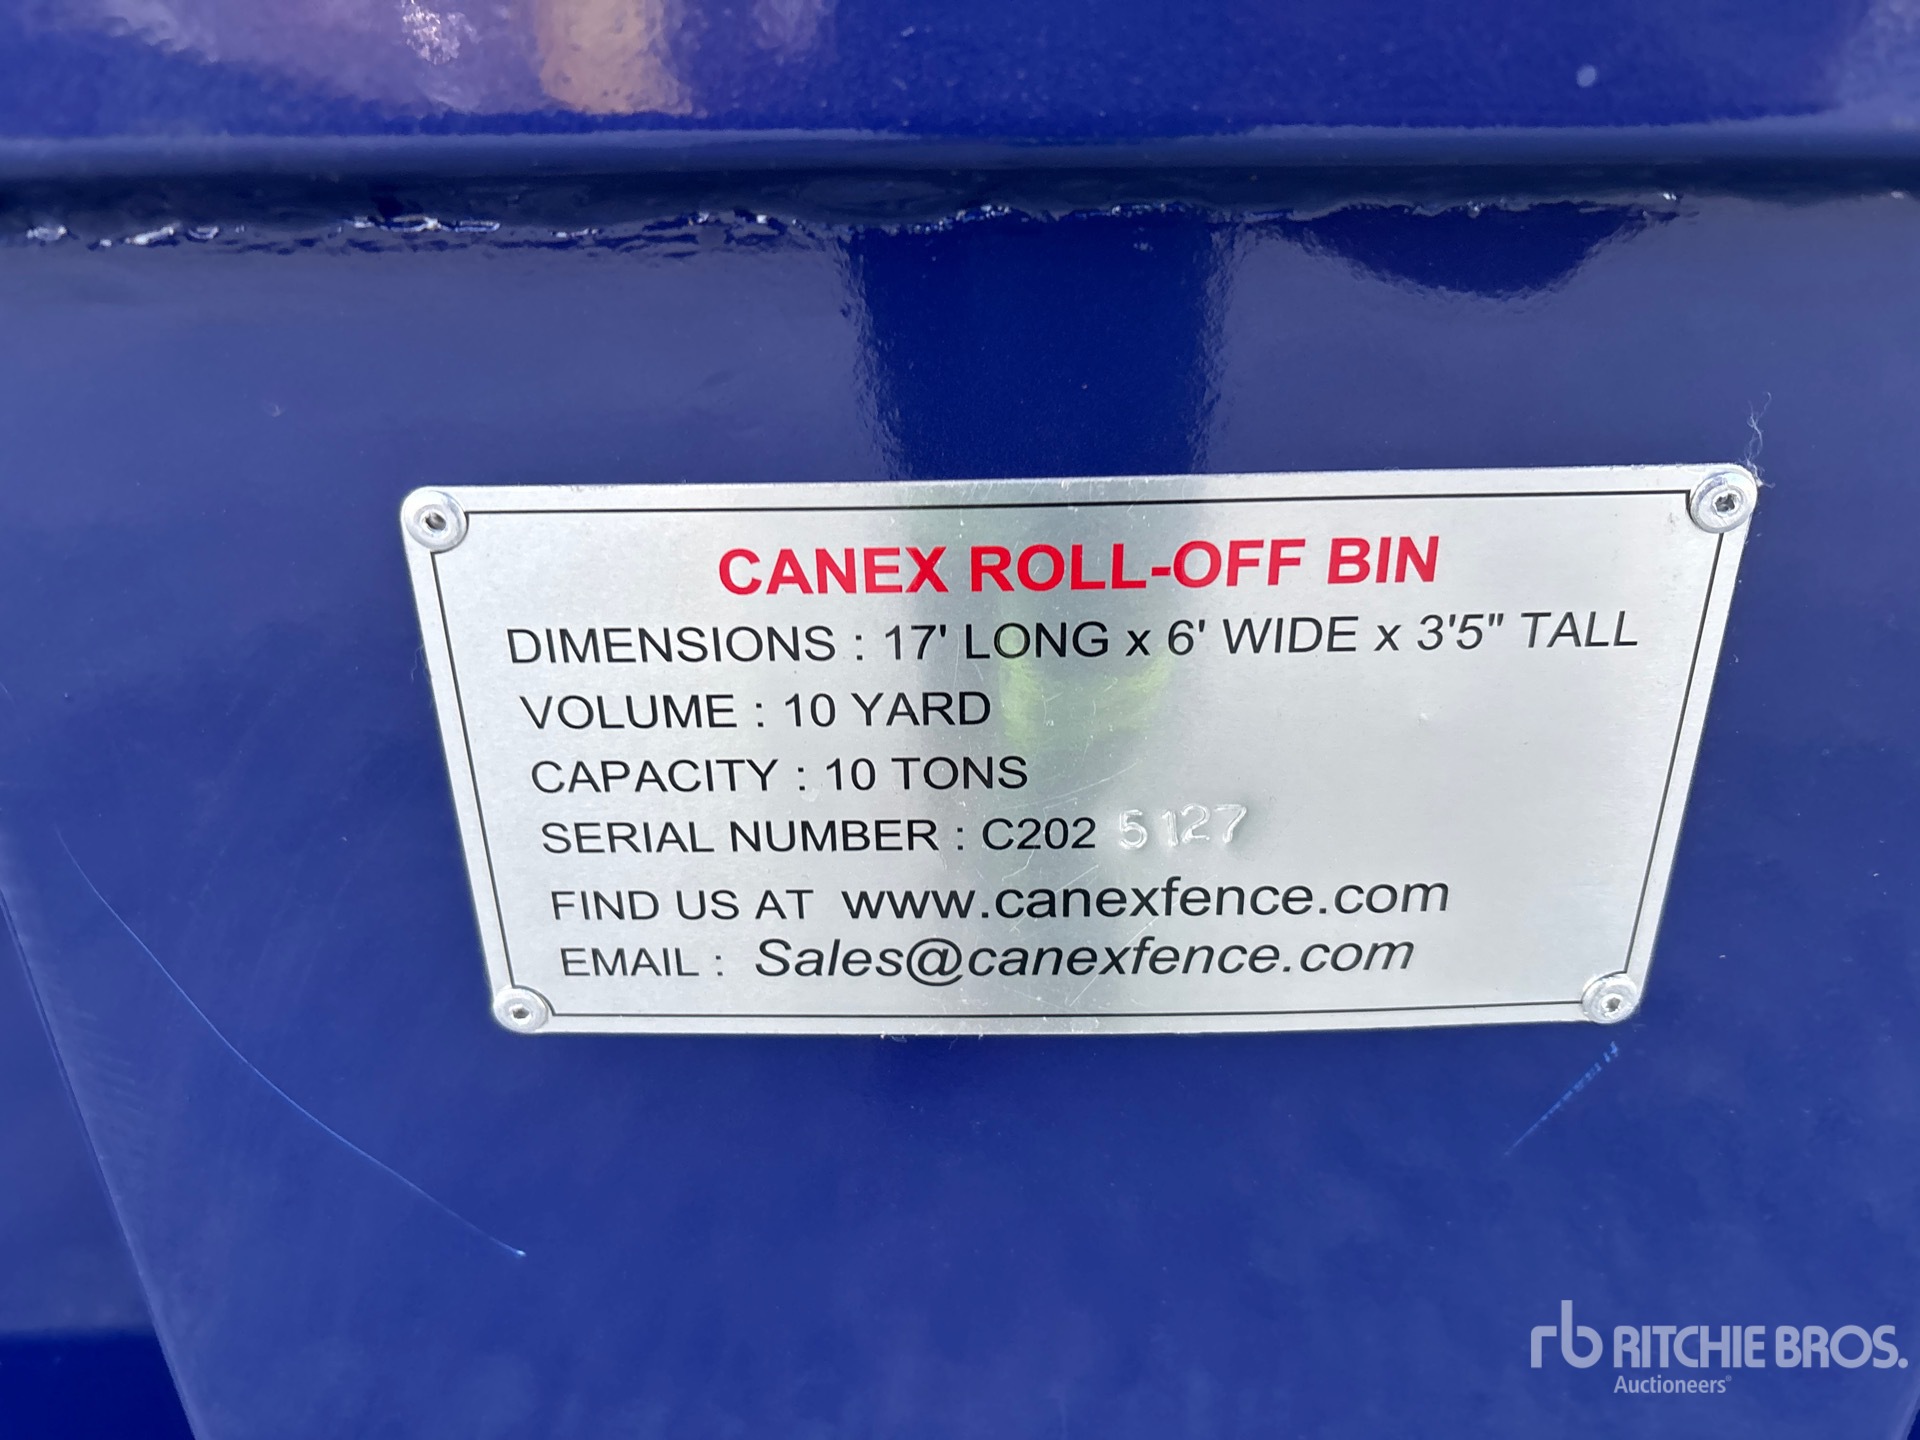 CANEX ROLL-OFF BIN
DIMENSIONS : 17' LONG x 6' WIDE x 3'5" TALL
VOLUME : 10 YARD
CAPACITY : 10 TONS
SERIAL NUMBER : C202 5127
FIND US AT www.canexfence.com
EMAIL : Sales@canexfence.com
rb RITCHIE BROS.
Auctioneers